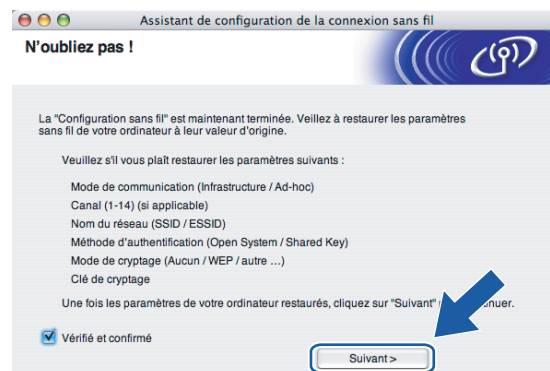 Assistant de configuration de la connexion sans fil
N'oubliez pas !
La "Configuration sans fil" est maintenant terminée. Veillez à restaurer les paramètres
sans fil de votre ordinateur à leur valeur d'origine.
Veuillez s'il vous plaît restaurer les paramètres suivants :
Mode de communication (Infrastructure / Ad-hoc)
Canal (1-14) (si applicable)
Nom du réseau (SSID / ESSID)
Méthode d'authentification (Open System / Shared Key)
Mode de cryptage (Aucun / WEP / autre ...)
Clé de cryptage
Une fois les paramètres de votre ordinateur restaurés, cliquez sur "Suivant"
Vérifié et confirmé
Suivant >